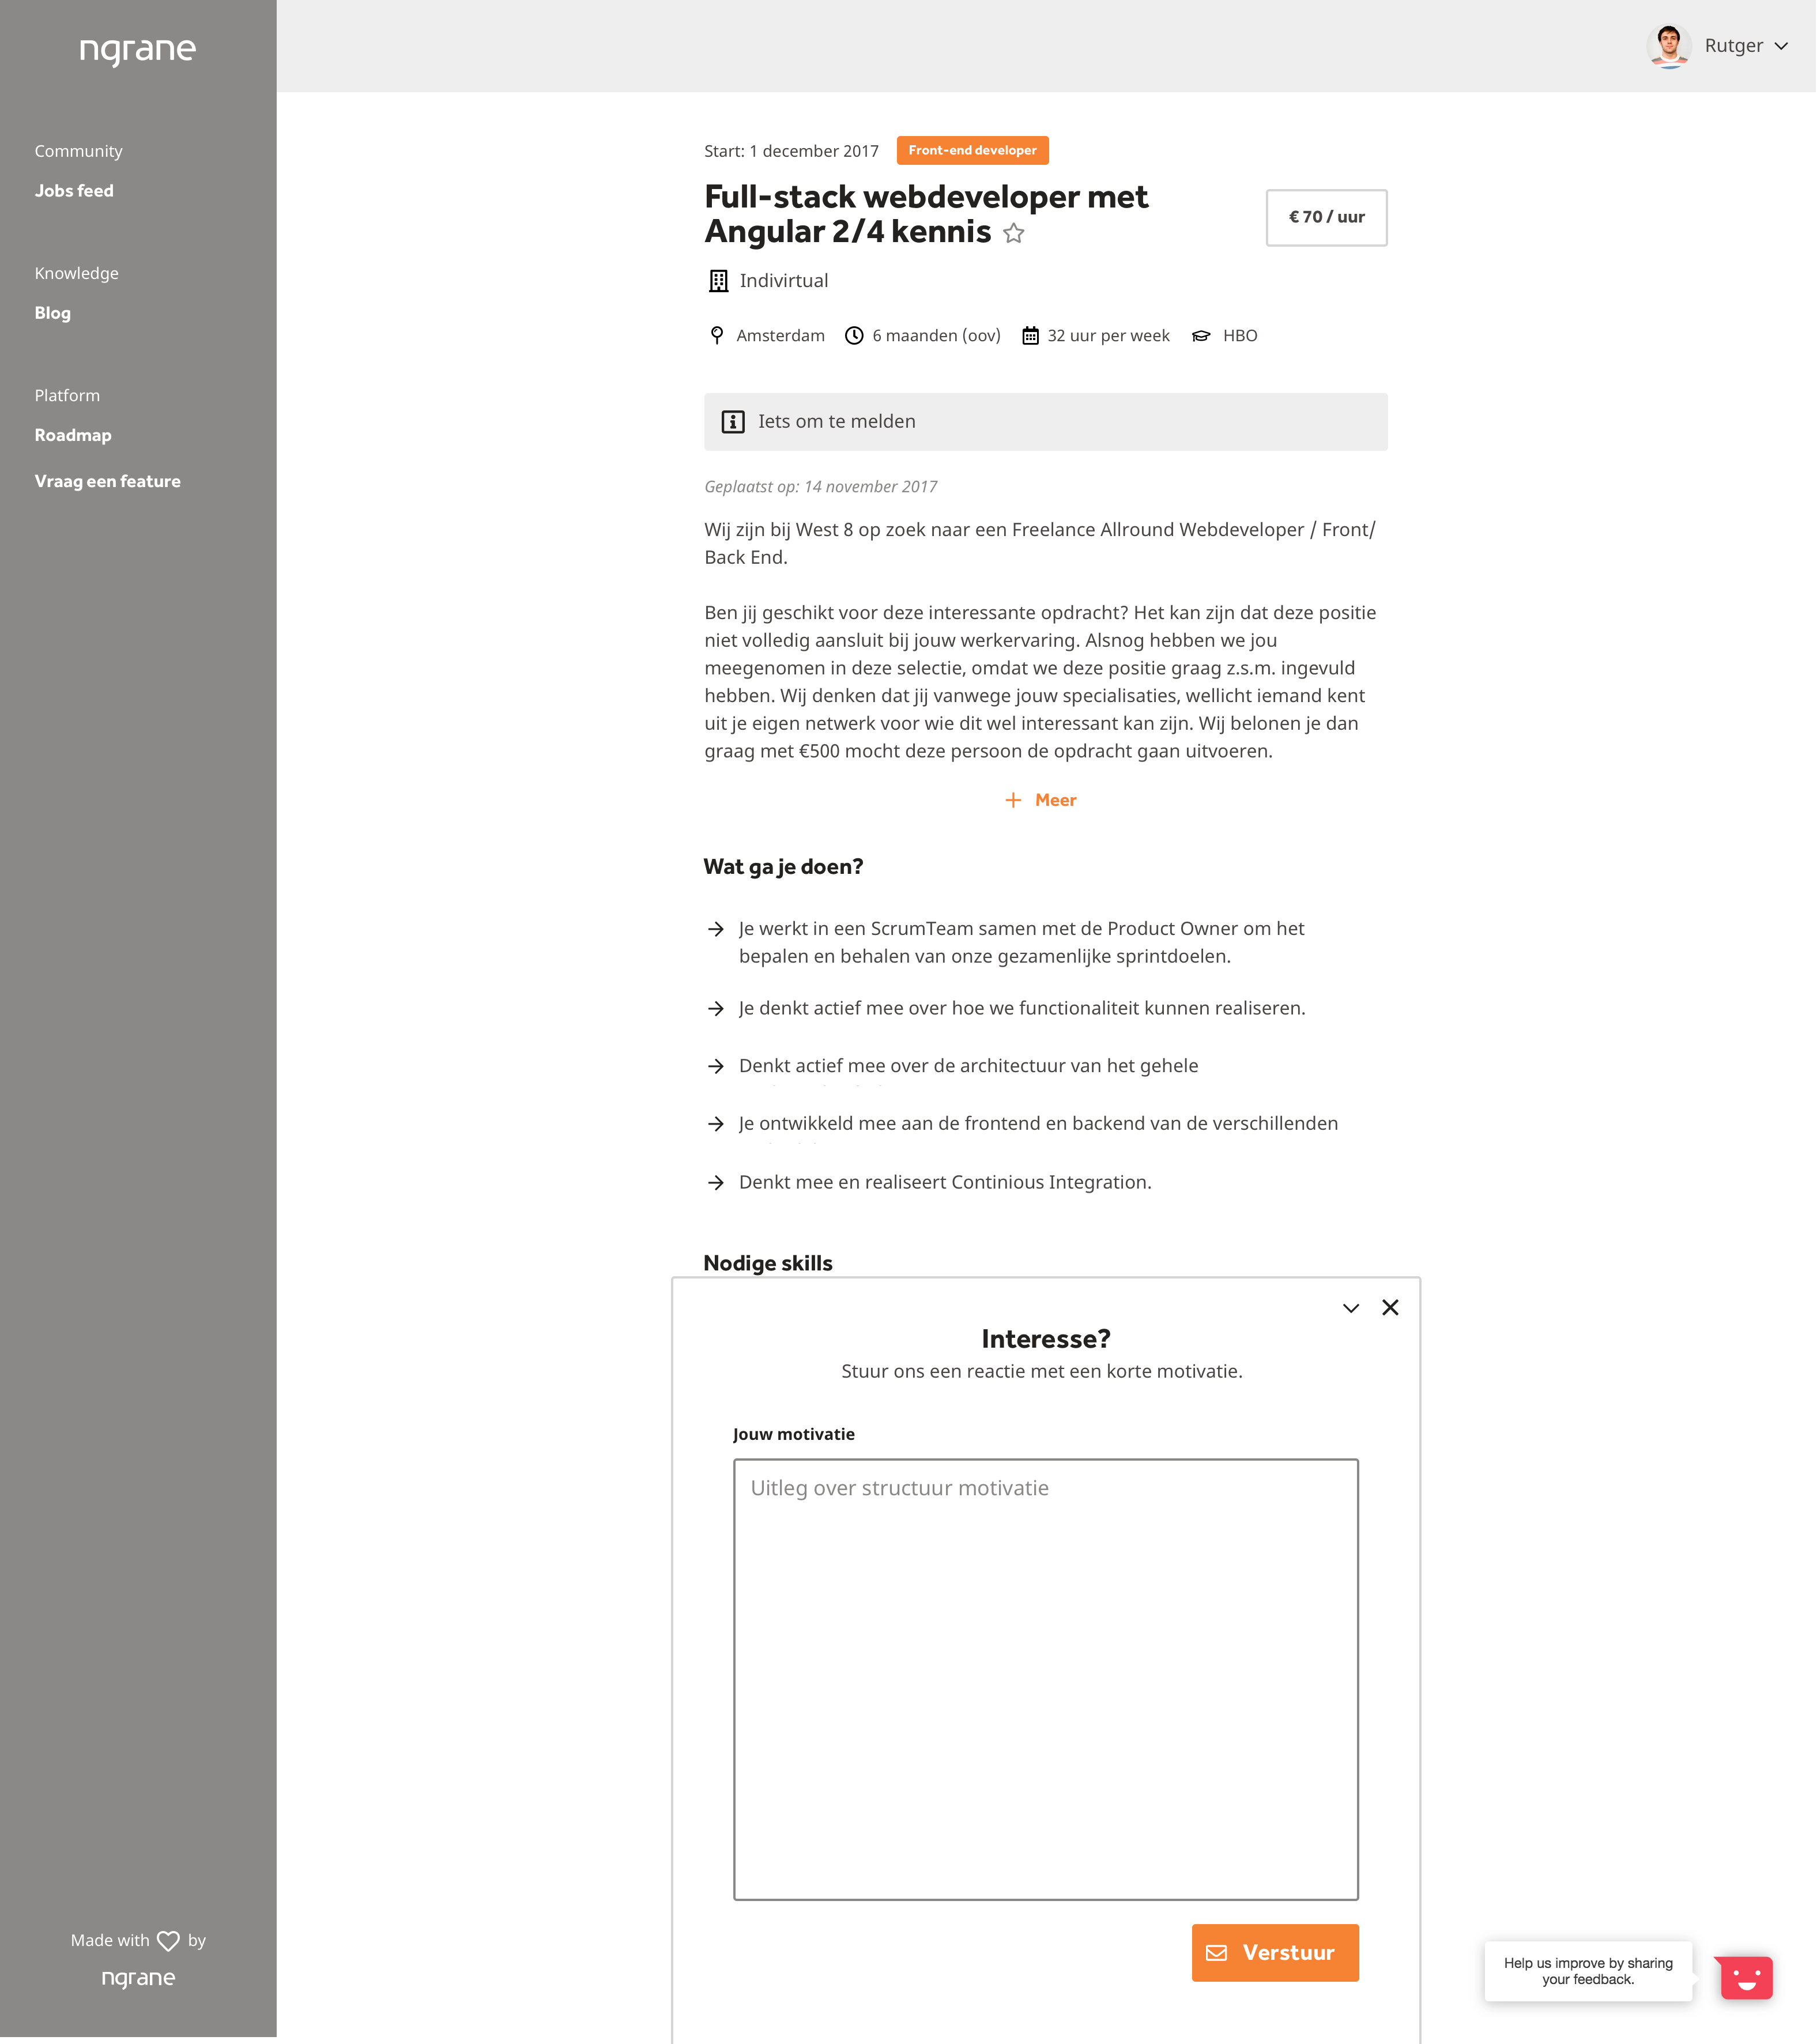 ngrane
Rutger
Community
Jobs feed
Knowledge
Blog
Platform
Roadmap
Vraag een feature
Start: 1 december 2017
Front-end developer
Full-stack webdeveloper met
Angular 2/4 kennis
€ 70 / uur
Indivirtual
Amsterdam
6 maanden (oov)
32 uur per week
HBO
Iets om te melden
Geplaatst op: 14 november 2017
Wij zijn bij West 8 op zoek naar een Freelance Allround Webdeveloper / Front/
Back End.
Ben jij geschikt voor deze interessante opdracht? Het kan zijn dat deze positie
niet volledig aansluit bij jouw werkervaring. Alsnog hebben we jou
meegenomen in deze selectie, omdat we deze positie graag z.s.m. ingevuld
hebben. Wij denken dat jij vanwege jouw specialisaties, wellicht iemand kent
uit je eigen netwerk voor wie dit wel interessant kan zijn. Wij belonen je dan
graag met €500 mocht deze persoon de opdracht gaan uitvoeren.
Meer
Wat ga je doen?
Je werkt in een ScrumTeam samen met de Product Owner om het
bepalen en behalen van onze gezamenlijke sprintdoelen.
Je denkt actief mee over hoe we functionaliteit kunnen realiseren.
Denkt actief mee over de architectuur van het gehele
Je ontwikkeld mee aan de frontend en backend van de verschillenden
Denkt mee en realiseert Continious Integration.
Nodige skills
Interesse?
Stuur ons een reactie met een korte motivatie.
Jouw motivatie
Uitleg over structuur motivatie
Verstuur
Made with by
ngrane
Help us improve by sharing
your feedback.